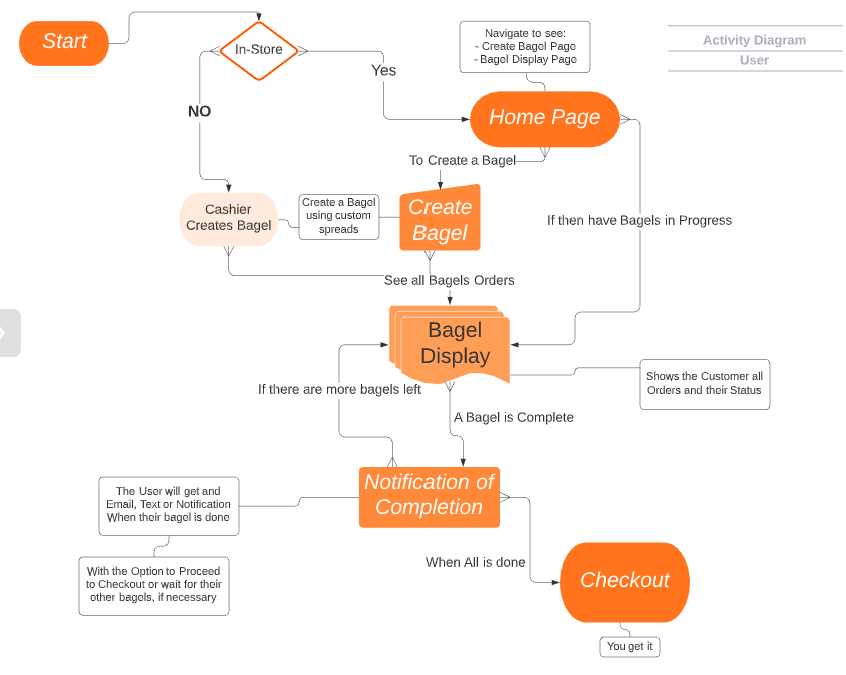 Start
In-Store
Navigate to see:
- Create Bagel Page
- Bagel Display Page
Activity Diagram
User
Yes
NO
Home Page
To Create a Bagel
Cashier
Creates Bagel
Create a Bagel
using custom
spreads
Create
Bagel
If then have Bagels in Progress
See all Bagels Orders
Bagel
Display
If there are more bagels left
Shows the Customer all
Orders and their Status
A Bagel is Complete
Notification of
Completion
The User will get and
Email, Text or Notification
When their bagel is done
With the Option to Proceed
to Checkout or wait for their
other bagels, if necessary
When All is done
Checkout
You get it